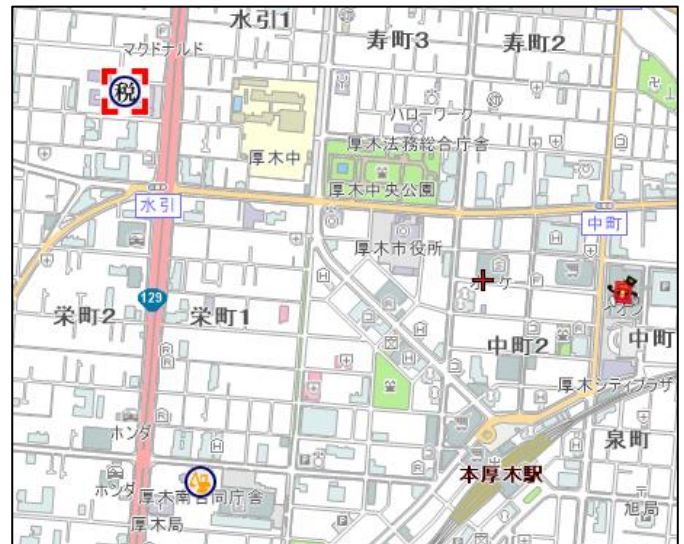 水引1
寿町3
寿町2
マクドナルド
税
ハローワーク
厚木法務総合庁舎
厚木中
厚木中央公園
水引
中町
厚木市役所
オーケー
129
栄町2
栄町1
イオン
中町2
中町
厚木シティプラザ
泉町
ホンダ
本厚木駅
ホンダ
厚木南合同庁舎
厚木局
旭局